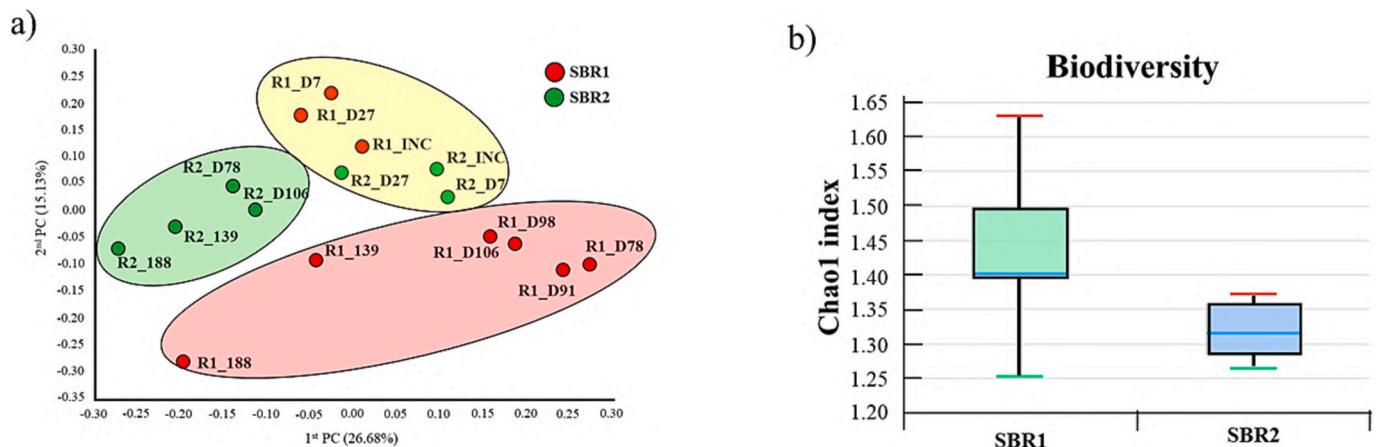 a)
0.30
0.25
0.20
0.15
0.10
0.05
0.00
-0.05
-0.10
-0.15
-0.20
-0.25
-0.30
-0.35
2nd PC (15.13%)
-0.30
-0.20
-0.15
-0.10
-0.05
0.00
0.05
0.10
0.15
0.20
0.25
0.30
1st PC (26.68%)
SBR1
SBR2
R1_D7
R1_D27
R1_INC
R2_INC
R2_D27
R2_D7
R2_D78
R2_D106
R2_139
R2_188
R1_D98
R1_139
R1_D106
R1_D78
R1_D91
R1_188
b)
Biodiversity
Chao1 index
1.65
1.60
1.55
1.50
1.45
1.40
1.35
1.30
1.25
1.20
SBR1
SBR2